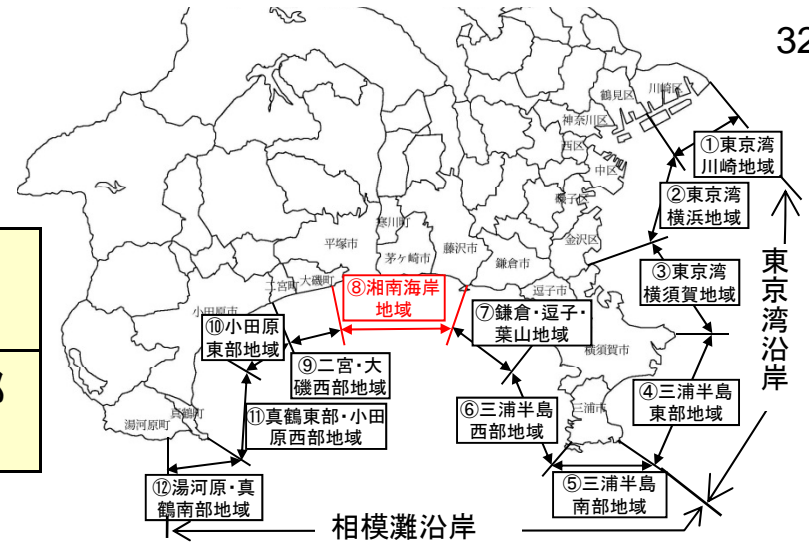 32
鶴見区
川崎区
神奈川区
西区
中区
磯子区
金沢区
①東京湾
川崎地域
②東京湾
横浜地域
③東京湾
横須賀地域
東京湾沿岸
寒川町
平塚市
茅ヶ崎市
藤沢市
鎌倉市
逗子市
大磯町
二宮町
小田原市
横須賀市
三浦市
真鶴町
湯河原町
⑧湘南海岸
地域
⑦鎌倉・逗子・
葉山地域
⑩小田原
東部地域
⑨二宮・大
磯西部地域
⑪真鶴東部・小田
原西部地域
⑥三浦半島
西部地域
④三浦半島
東部地域
⑤三浦半島
南部地域
⑫湯河原・真
鶴南部地域
相模灘沿岸